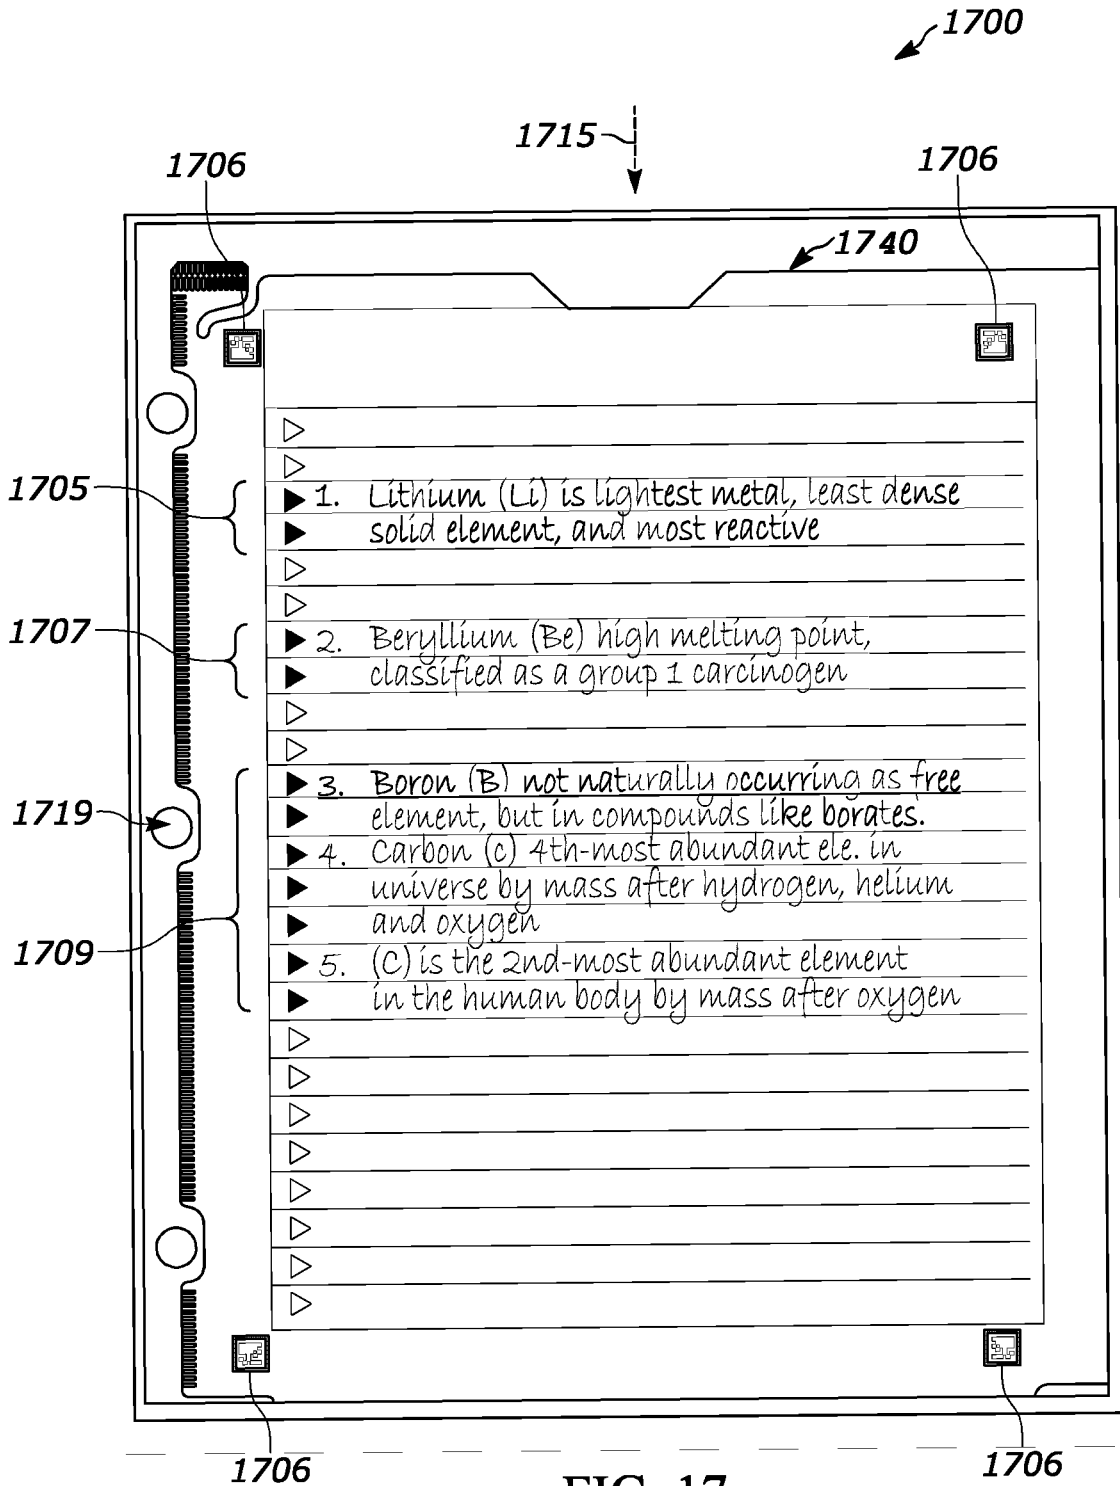 1700
1715
1706
1706
1740
1705
1. Lithium (Li) is lightest metal, least dense
solid element, and most reactive
1707
2. Beryllium (Be) high melting point,
classified as a group 1 carcinogen
3. Boron (B) not naturally occurring as free
1719
element, but in compounds like borates.
4. Carbon (c) 4th-most abundant ele. in
universe by mass after hydrogen, helium
and oxygen
1709
5. (C) is the 2nd-most abundant element
in the human body by mass after oxygen
1706
1706
FIG. 17